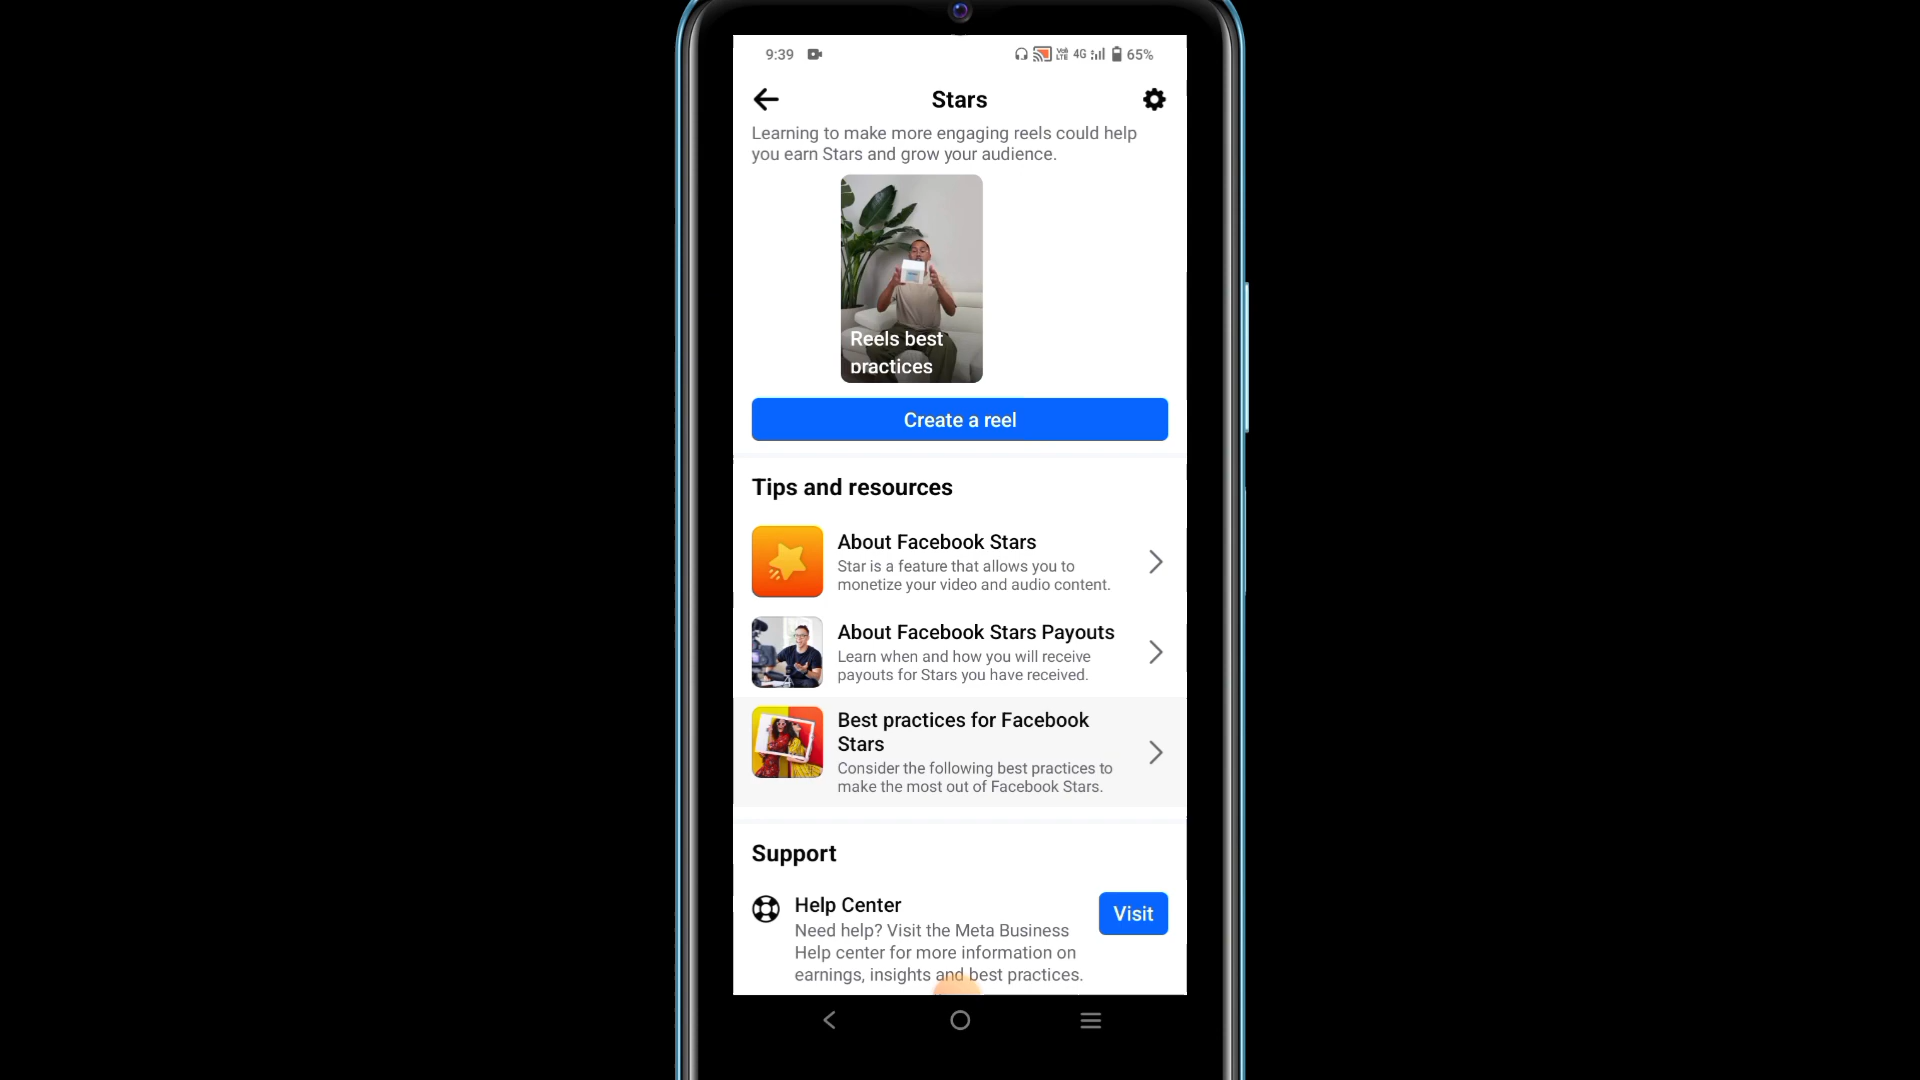 9:39
Vo)
LTE
4G
65%
Stars
Learning to make more engaging reels could help
you earn Stars and grow your audience.
Reels best
practices
Create a reel
Tips and resources
About Facebook Stars
Star is a feature that allows you to
monetize your video and audio content.
About Facebook Stars Payouts
Learn when and how you will receive
payouts for Stars you have received.
Best practices for Facebook
Stars
Consider the following best practices to
make the most out of Facebook Stars.
Support
Help Center
Visit
Need help? Visit the Meta Business
Help center for more information on
earnings, insights and best practices.